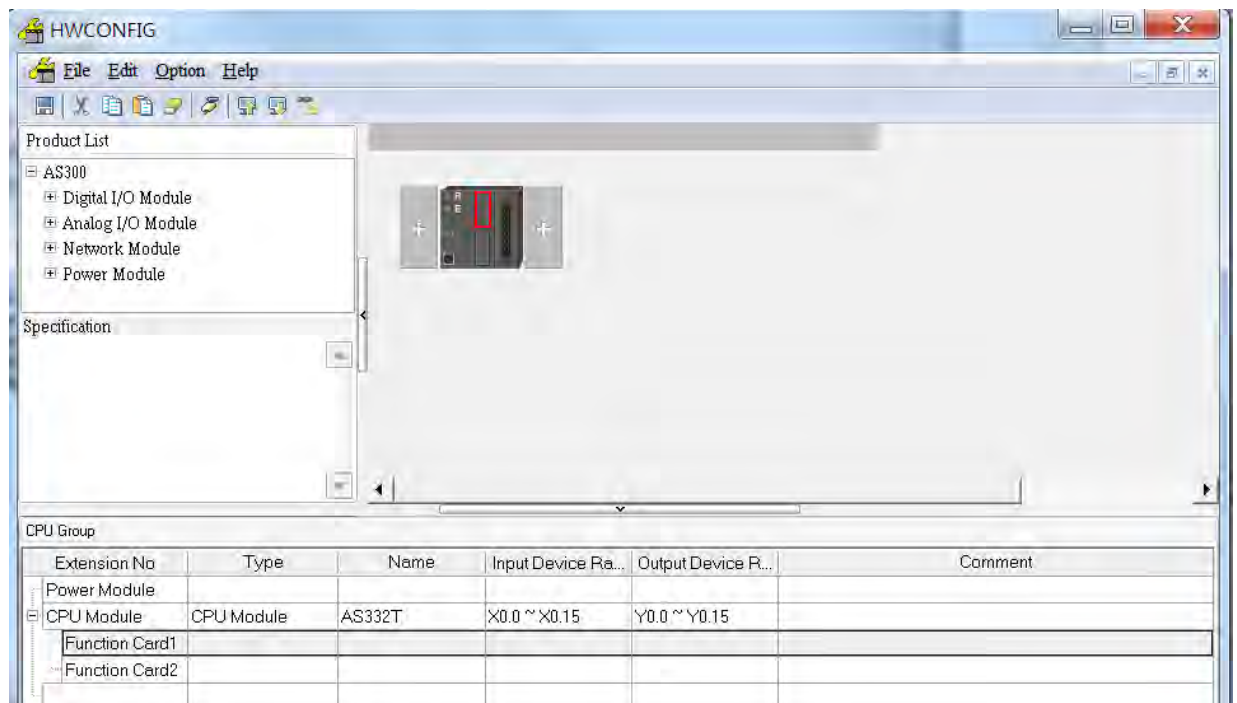 HWCONFIG
File Edit Option Help
Product List
AS300
Digital I/O Module
Analog I/O Module
Network Module
Power Module
R
E
Specification
CPU Group
Extension No Type Name Input Device Ra... Output Device R... Comment
Power Module
CPU Module CPU Module AS332T X0.0 ~ X0.15 Y0.0 ~ Y0.15
Function Card1
Function Card2